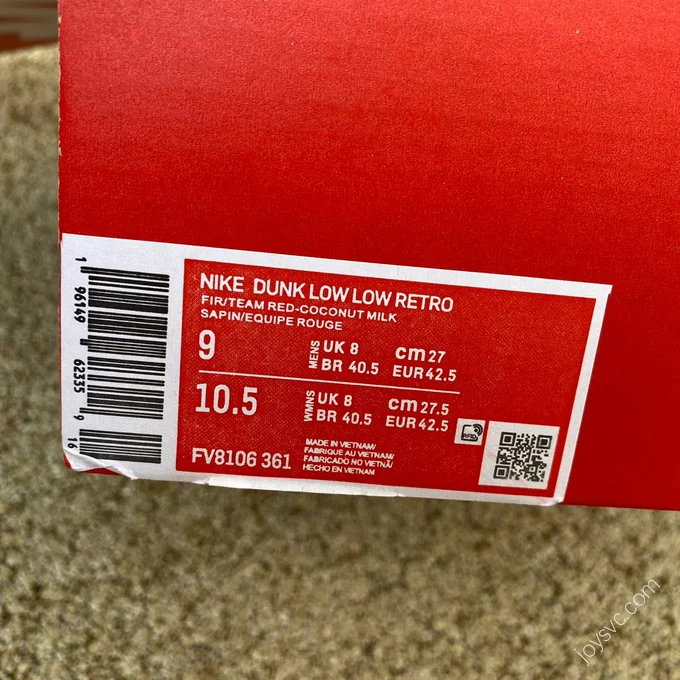 NIKE DUNK LOW LOW RETRO
FIR/TEAM RED-COCONUT MILK
SAPIN/EQUIPE ROUGE
9
MENS
UK 8
cm 27
BR 40.5
EUR 42.5
10.5
WMNS
UK 8
cm 27.5
BR 40.5
EUR 42.5
FV8106 361
MADE IN VIETNAM/
FABRIQUE AU VIETNAM/
FABRICADO NO VIETNÃ/
HECHO EN VIETNAM
RFID
1 96149 62335 9
16
joysvc.com